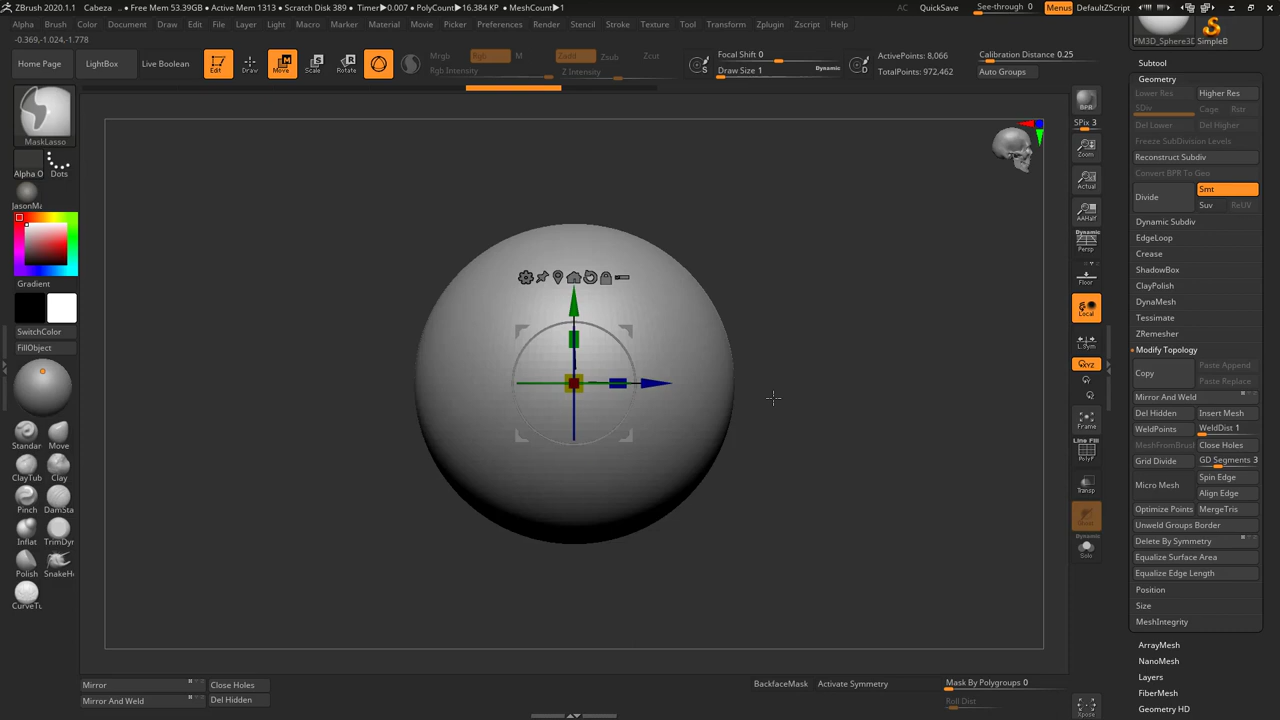 ZBrush 2020.1.1 Cabeza .. • Free Mem 53.39GB • Active Mem 1313 • Scratch Disk 389 • Timer▶0.007 • PolyCount▶16.384 KP • MeshCount▶1
AC QuickSave See-through 0 Menus DefaultZScript
Alpha Brush Color Document Draw Edit File Layer Light Macro Marker Material Movie Picker Preferences Render Stencil Stroke Texture Tool Transform Zplugin Zscript Help
-0.369,-1.024,-1.778
PM3D_Sphere3D SimpleB
Home Page LightBox Live Boolean Edit Draw Move Scale Rotate
Mrgb Rgb M Zadd Zsub Zcut
Rgb Intensity Z Intensity
Focal Shift 0
Draw Size 1 Dynamic
S D
ActivePoints: 8,066
TotalPoints: 972,462
Calibration Distance 0.25
Auto Groups
MaskLasso
Alpha O Dots
JasonMa
Gradient
SwitchColor
FillObject
Standar Move
ClayTub Clay
Pinch DamSta
Inflat TrimDyn
Polish SnakeHo
CurveTu
BPR
SPix 3
Zoom
Actual
AAHalf
Dynamic
Persp
Floor
Local
L.Sym
XYZ
Frame
Line Fill
PolyF
Transp
Ghost
Dynamic
Solo
Xpose
Subtool
Geometry
Lower Res Higher Res
SDiv Cage Rstr
Del Lower Del Higher
Freeze SubDivision Levels
Reconstruct Subdiv
Convert BPR To Geo
Divide Smt
Suv ReUV
Dynamic Subdiv
EdgeLoop
Crease
ShadowBox
ClayPolish
DynaMesh
Tessimate
ZRemesher
Modify Topology
Copy Paste Append
Paste Replace
Mirror And Weld
Del Hidden Insert Mesh
WeldPoints WeldDist 1
MeshFromBrush Close Holes
Grid Divide GD Segments 3
Micro Mesh Spin Edge
Align Edge
Optimize Points MergeTris
Unweld Groups Border
Delete By Symmetry
Equalize Surface Area
Equalize Edge Length
Position
Size
MeshIntegrity
ArrayMesh
NanoMesh
Layers
FiberMesh
Geometry HD
Mirror Close Holes
Mirror And Weld Del Hidden
BackfaceMask Activate Symmetry Mask By Polygroups 0
Roll Dist